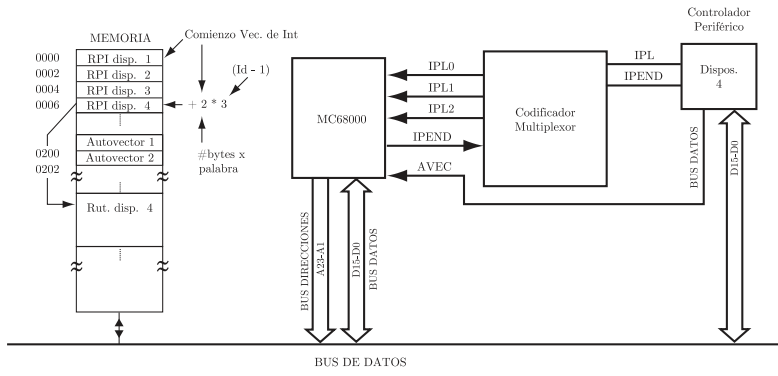 MEMORIA
Comienzo Vec. de Int
0000
RPI disp. 1
0002
RPI disp. 2
0004
RPI disp. 3
0006
RPI disp. 4
(Id - 1)
+ 2 * 3
#bytes x
palabra
Autovector 1
0200
Autovector 2
0202
Rut. disp. 4
MC68000
IPL0
IPL1
IPL2
IPEND
AVEC
Codificador
Multiplexor
IPL
IPEND
Controlador
Periférico
Dispos.
4
BUS DATOS
D15-D0
BUS DIRECCIONES
A23-A1
D15-D0
BUS DATOS
BUS DE DATOS